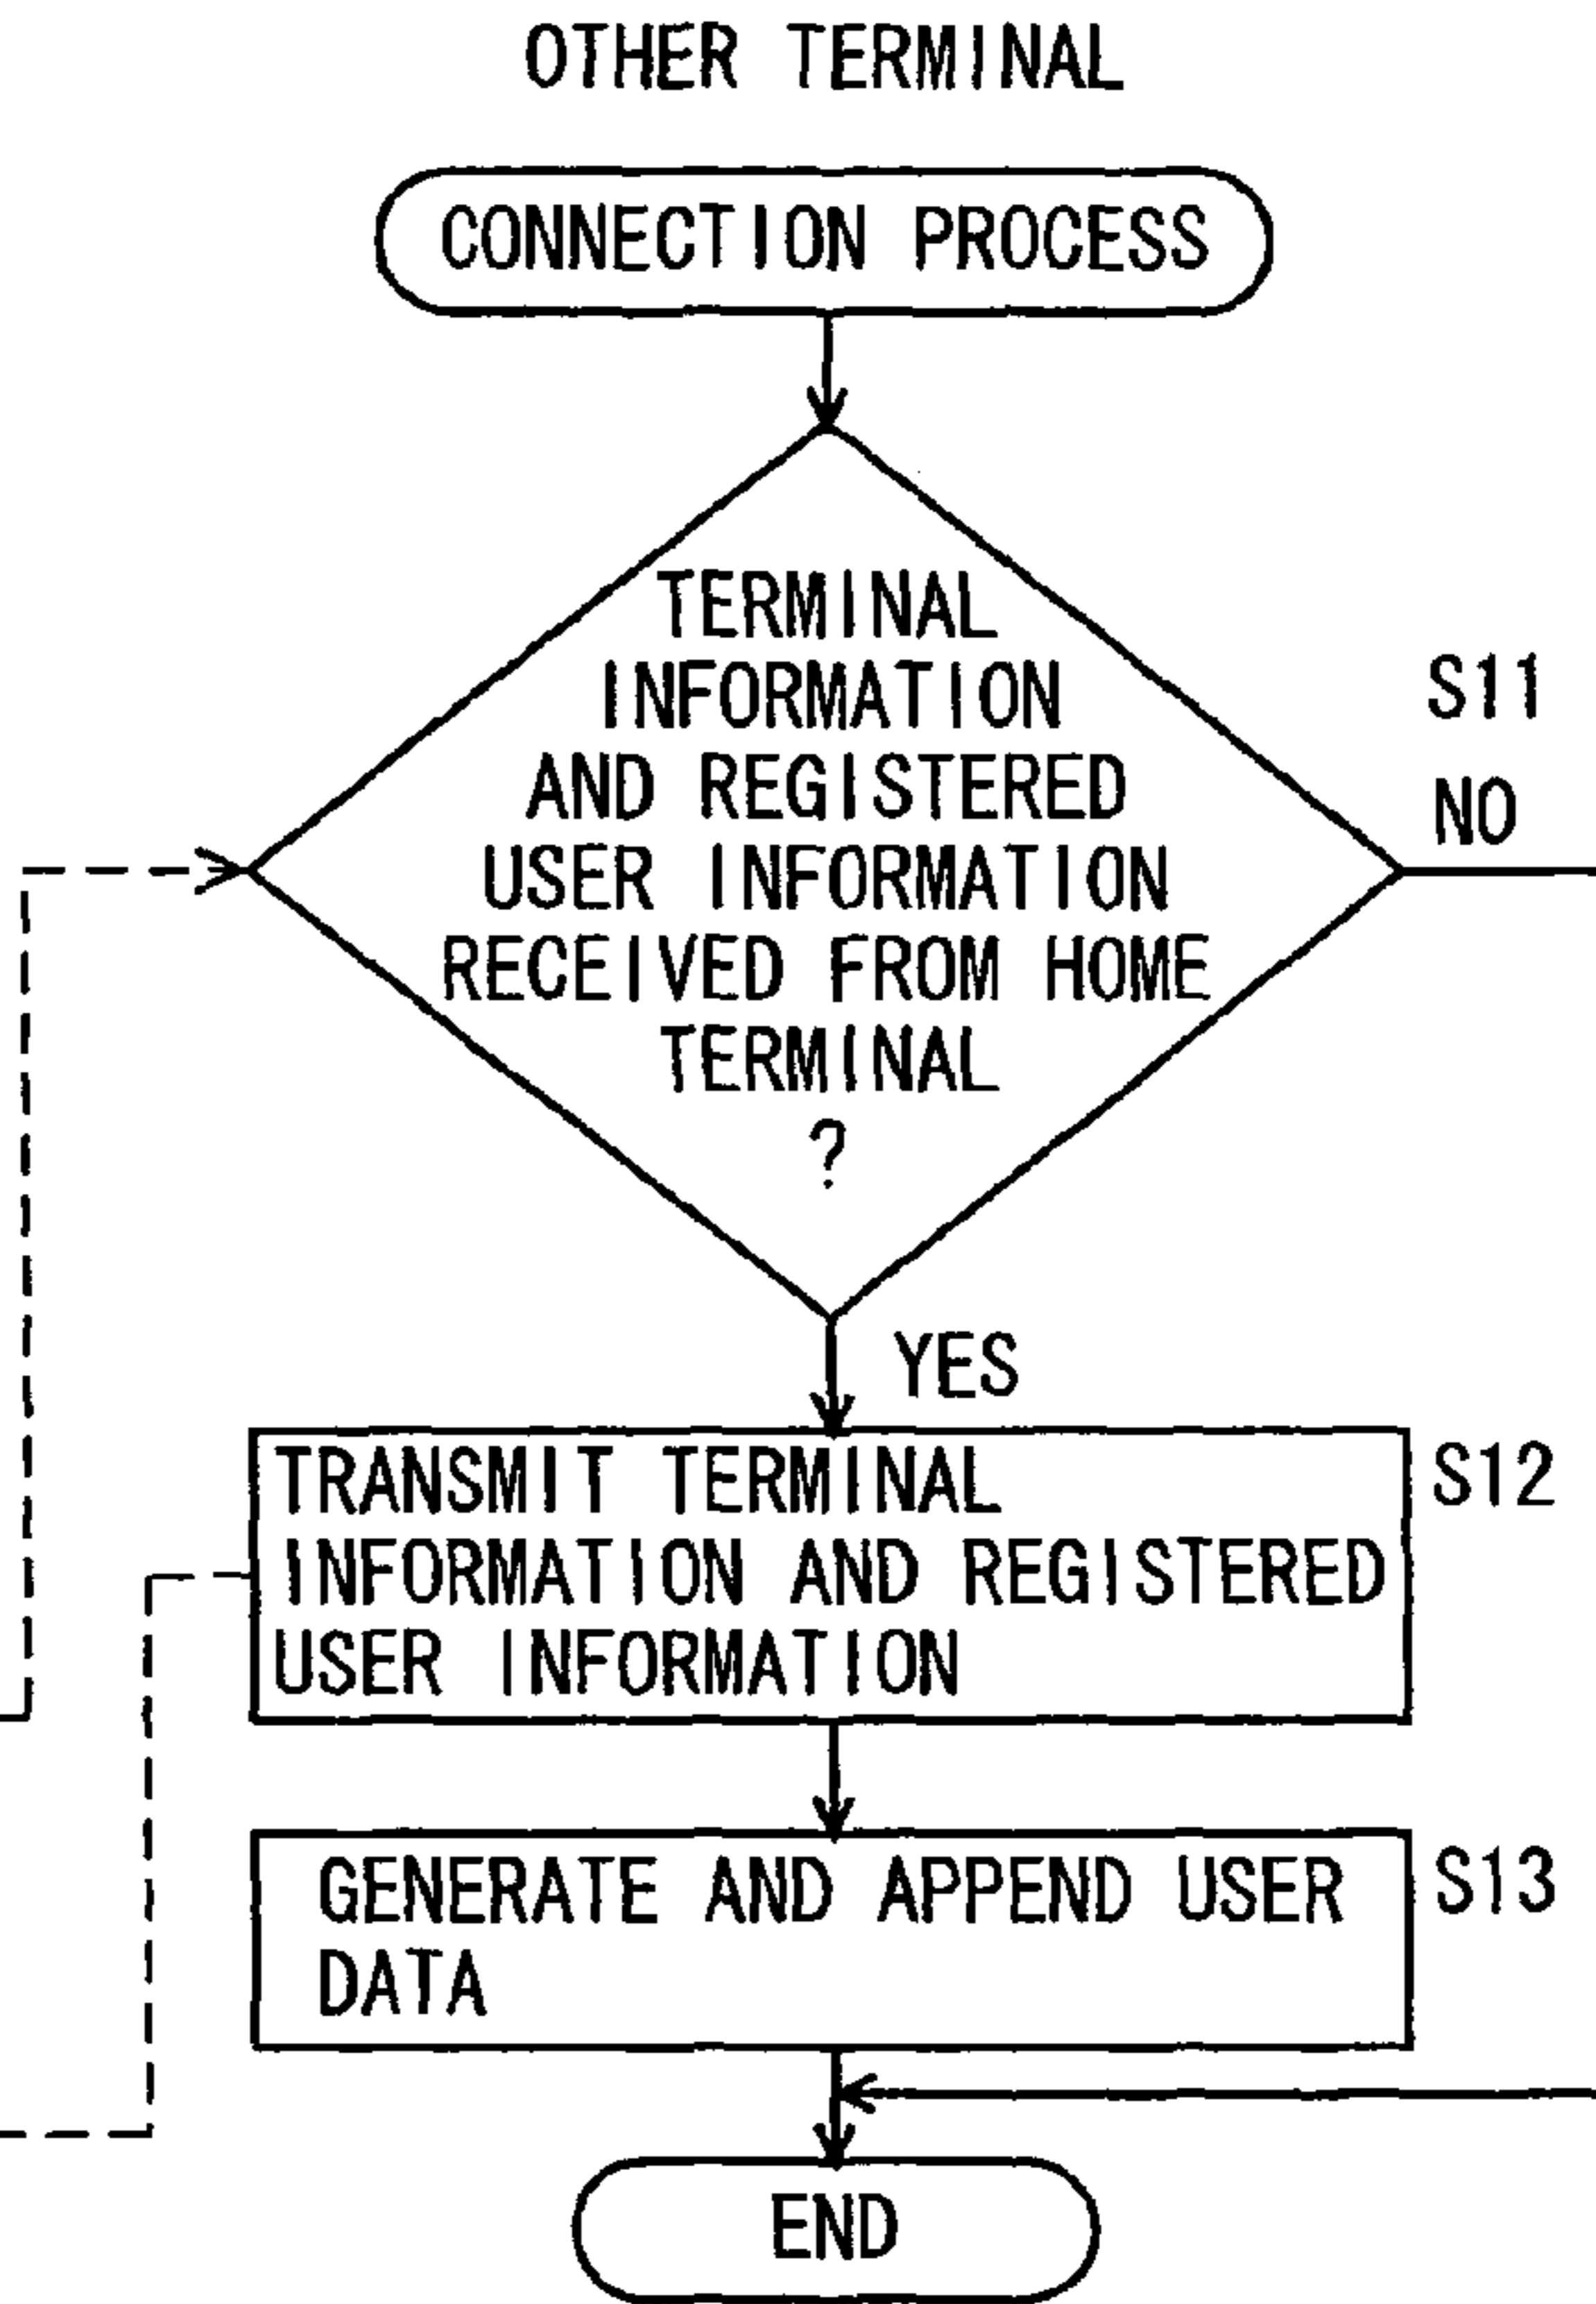 OTHER TERMINAL
CONNECTION PROCESS
TERMINAL
INFORMATION
AND REGISTERED
USER INFORMATION
RECEIVED FROM HOME
TERMINAL
?
S11
NO
YES
TRANSMIT TERMINAL
INFORMATION AND REGISTERED
USER INFORMATION
S12
GENERATE AND APPEND USER
DATA
S13
END